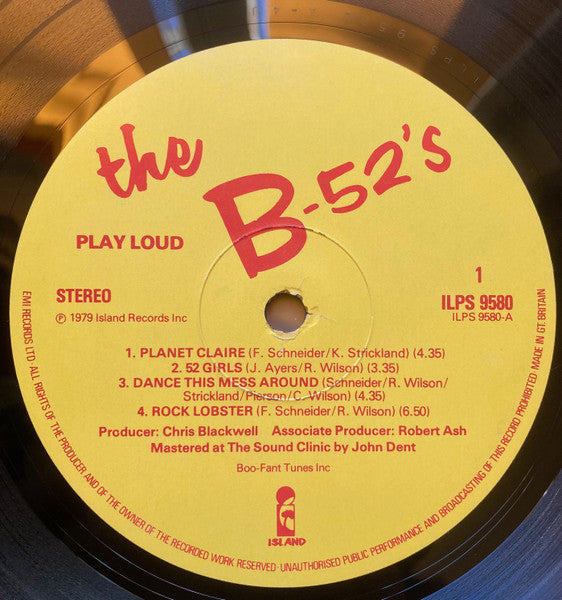 the
B-52's
PLAY LOUD
1
STEREO
ILPS 9580
℗ 1979 Island Records Inc
ILPS 9580-A
1. PLANET CLAIRE (F. Schneider/K. Strickland) (4.35)
2. 52 GIRLS (J. Ayers/R. Wilson) (3.35)
3. DANCE THIS MESS AROUND (Schneider/R. Wilson/
Strickland/Pierson/C. Wilson) (4.35)
4. ROCK LOBSTER (F. Schneider/R. Wilson) (6.50)
Producer: Chris Blackwell Associate Producer: Robert Ash
Mastered at The Sound Clinic by John Dent
Boo-Fant Tunes Inc
ISLAND
EMI RECORDS LTD·ALL RIGHTS OF THE PRODUCER AND OF THE OWNER OF THE RECORDED WORK RESERVED·UNAUTHORISED PUBLIC PERFORMANCE AND BROADCASTING OF THIS RECORD PROHIBITED MADE IN GT. BRITAIN